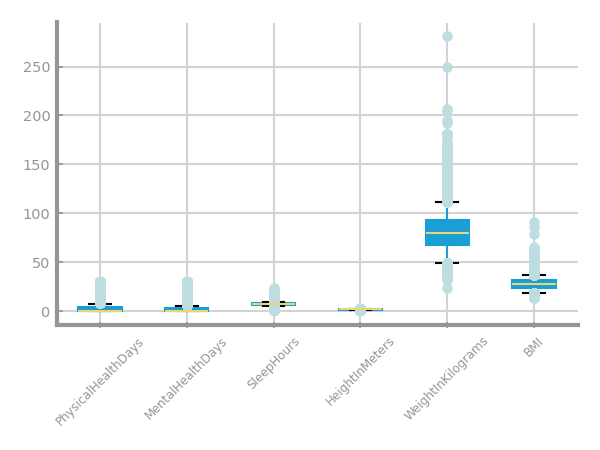 250
200
150
100
50
0
PhysicalHealthDays
MentalHealthDays
SleepHours
HeightInMeters
WeightInKilograms
BMI